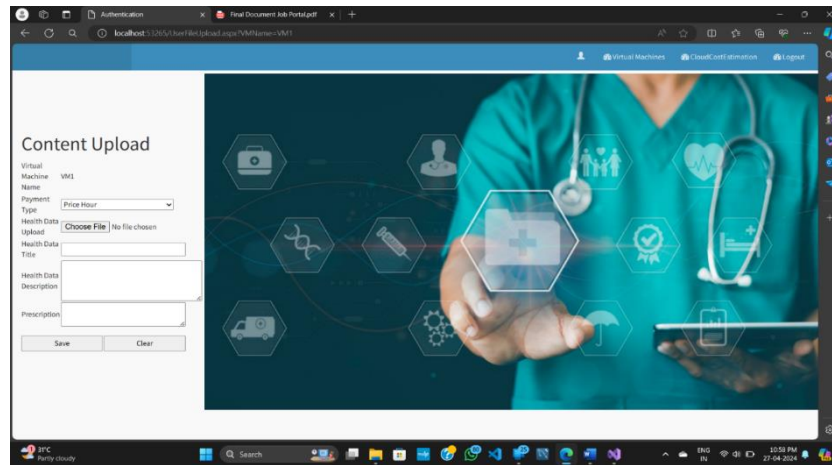 Authentication
Final Document Job Portal.pdf
localhost:53265/UserFileUpload.aspx?VMName=VM1
Virtual Machines
CloudCostEstimation
Logout
Content Upload
Virtual
Machine VM1
Name
Payment
Type Price Hour
Health Data
Upload Choose File No file chosen
Health Data
Title
Health Data
Description
Prescription
Save Clear
31°C
Partly cloudy
Search
ENG
IN
10:58 PM
27-04-2024